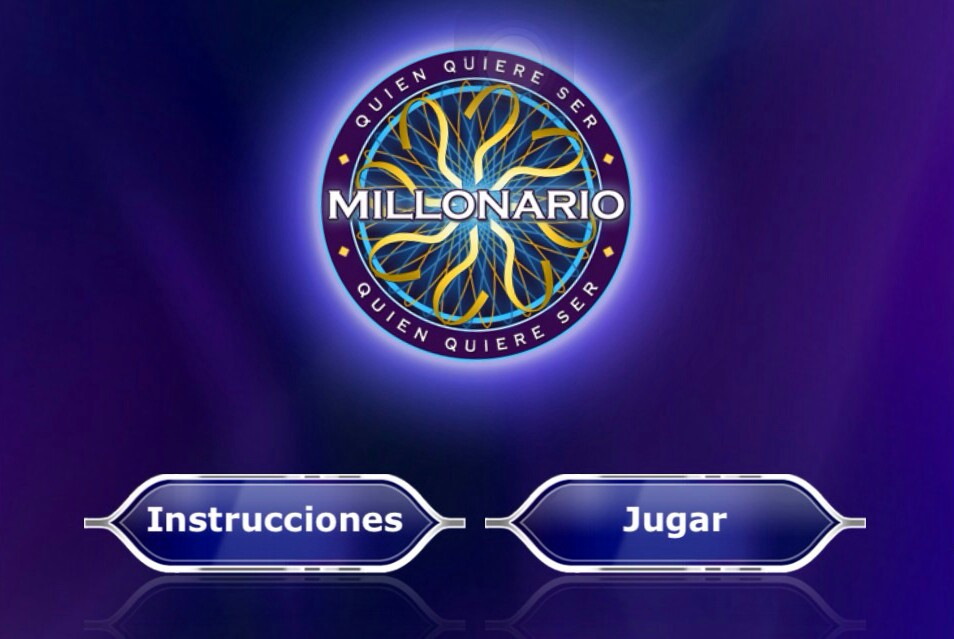 QUIEN QUIERE SER
MILLONARIO
QUIEN QUIERE SER
Instrucciones
Jugar